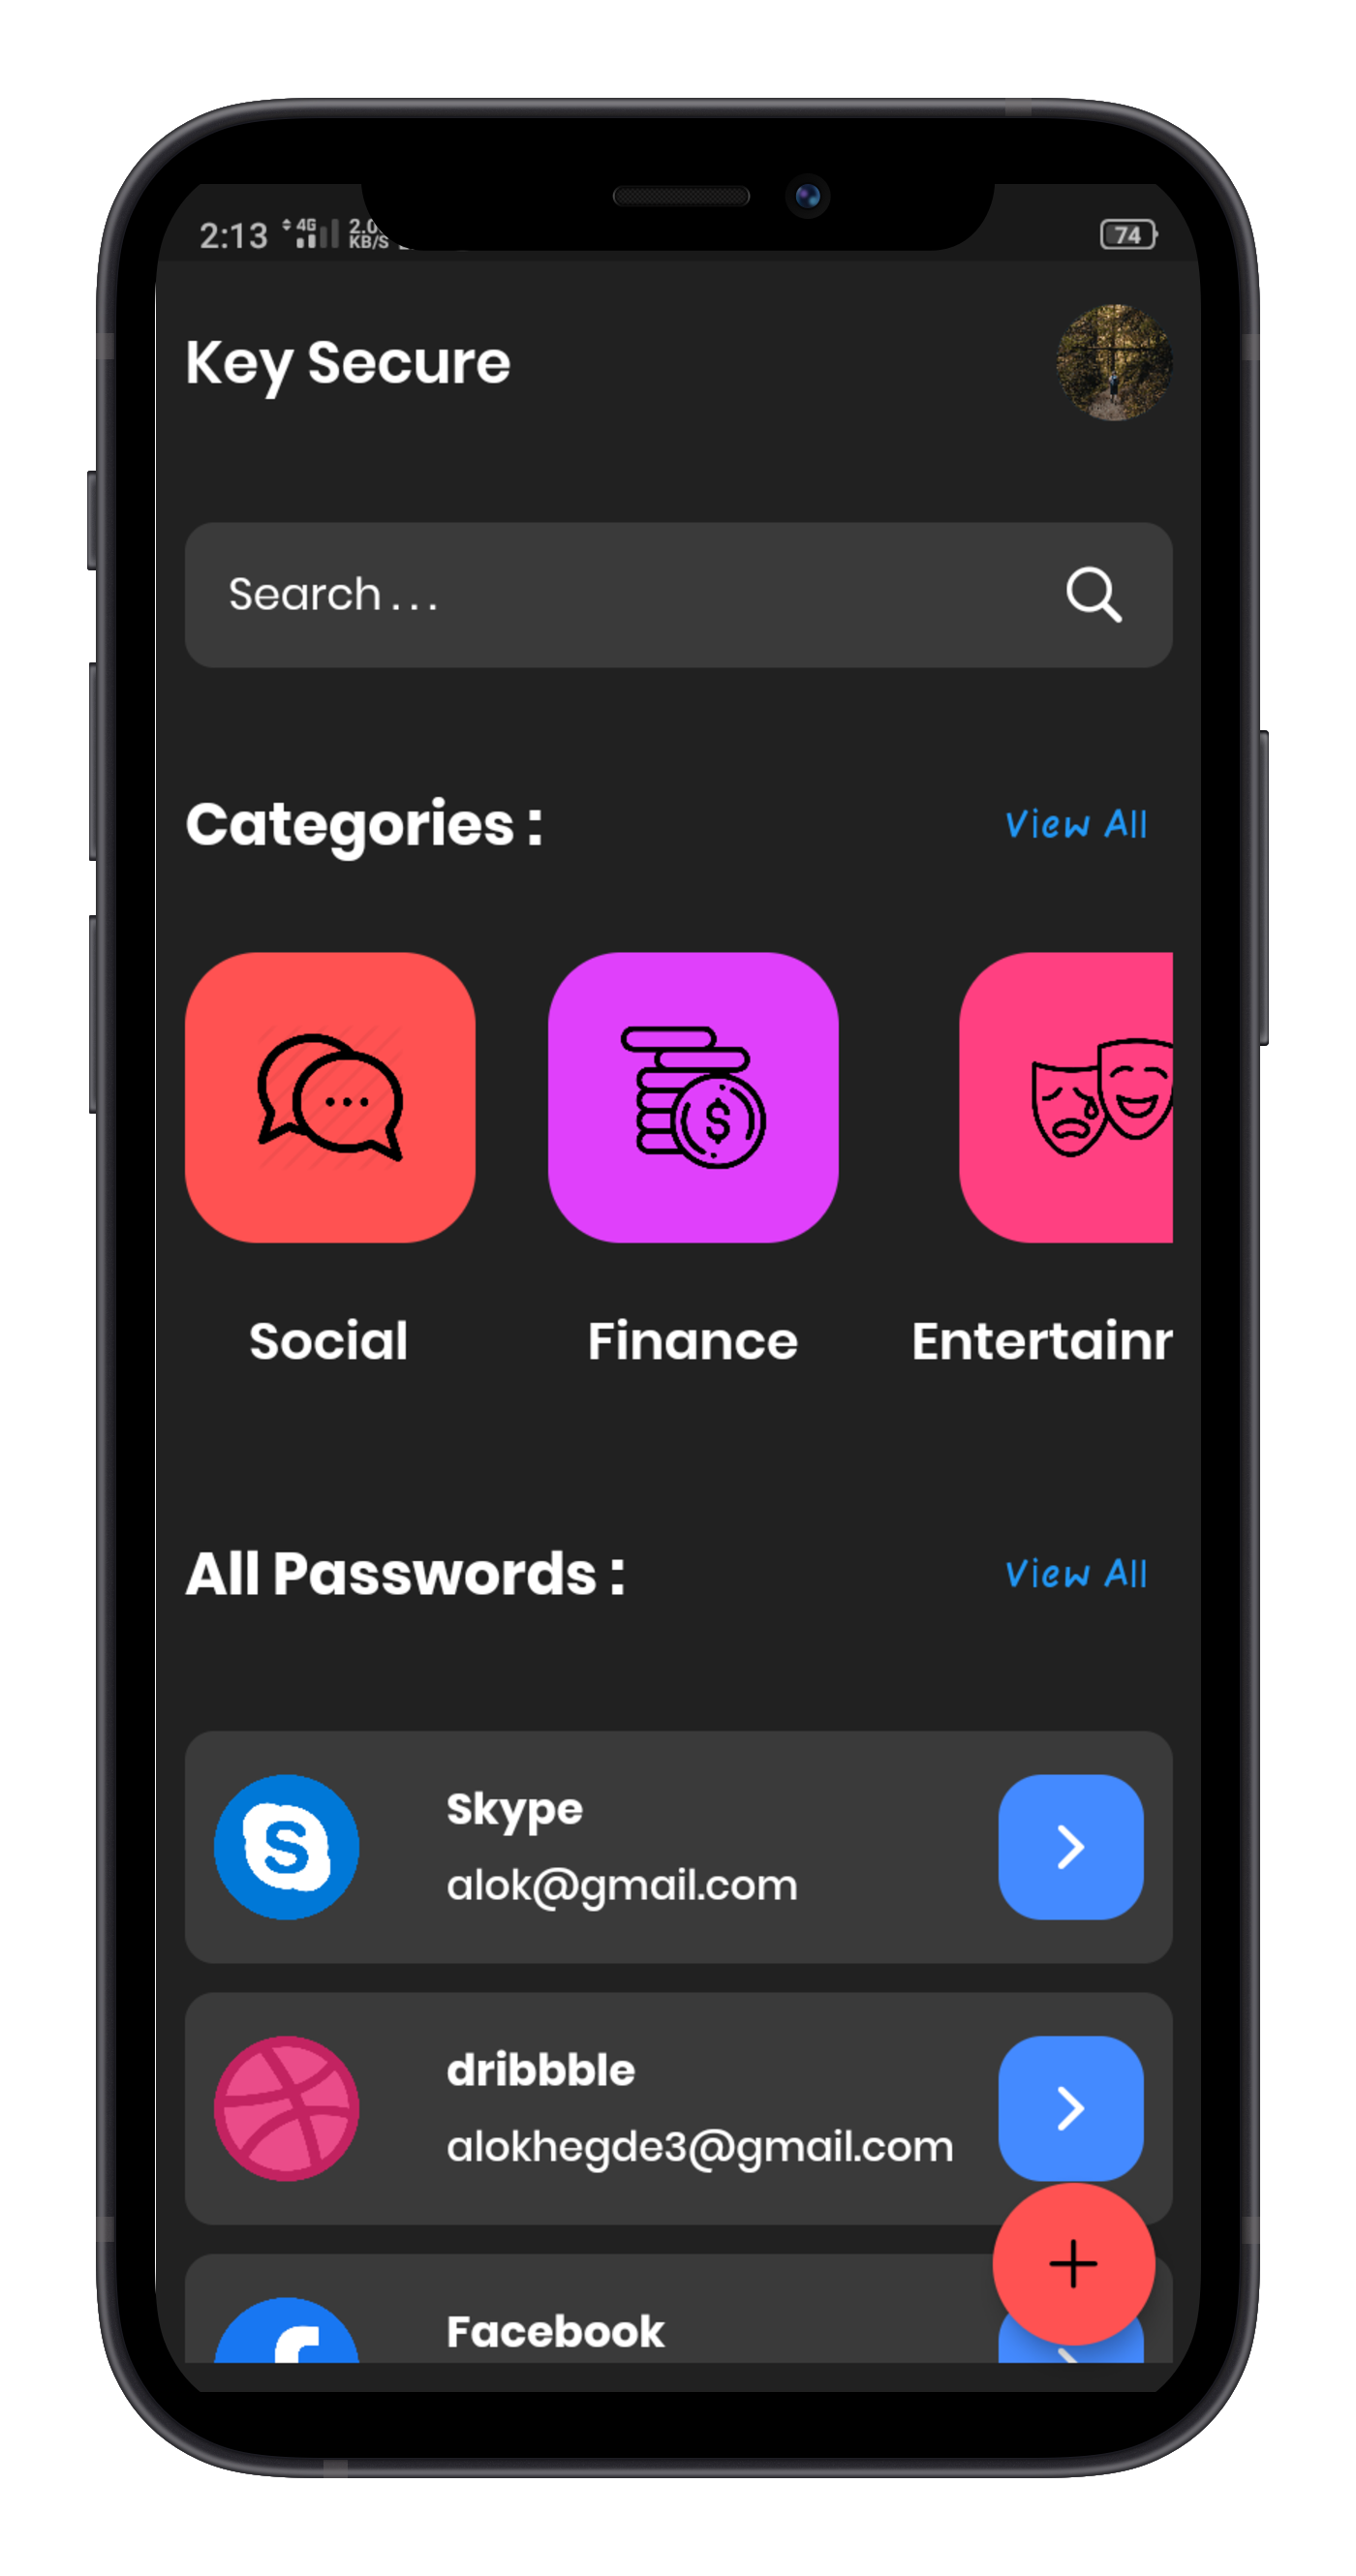 2:13 4G 2.0 KB/S 74
Key Secure
Search . . .
Categories : View All
Social Finance Entertainr
All Passwords : View All
Skype
alok@gmail.com
dribbble
alokhegde3@gmail.com
Facebook